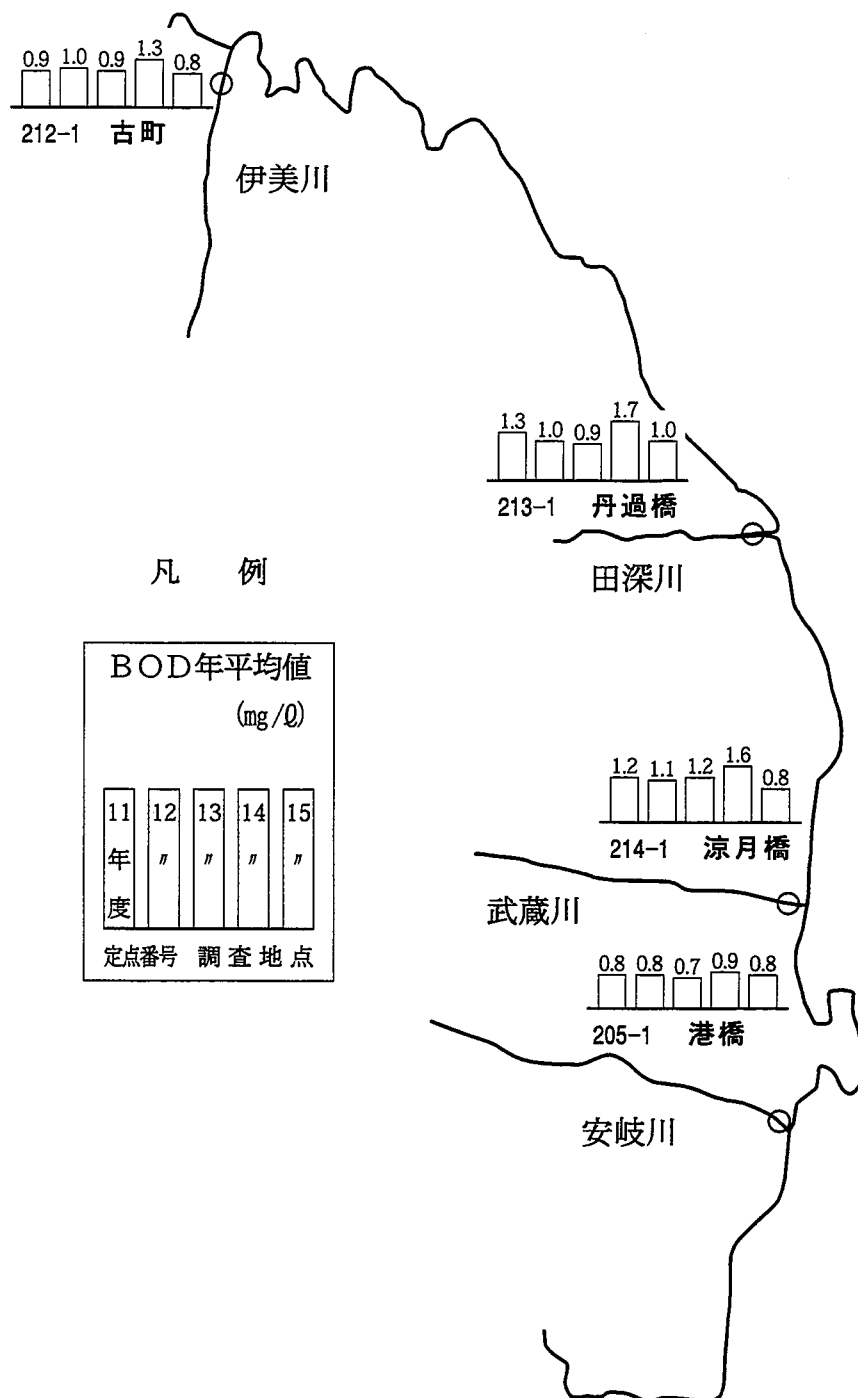 0.9 1.0 0.9 1.3 0.8
212-1 古町
伊美川
1.3 1.0 0.9 1.7 1.0
213-1 丹過橋
田深川
凡 例
BOD年平均値
(mg/ℓ)
11年度 12〃 13〃 14〃 15〃
定点番号 調査地点
1.2 1.1 1.2 1.6 0.8
214-1 涼月橋
武蔵川
0.8 0.8 0.7 0.9 0.8
205-1 港橋
安岐川